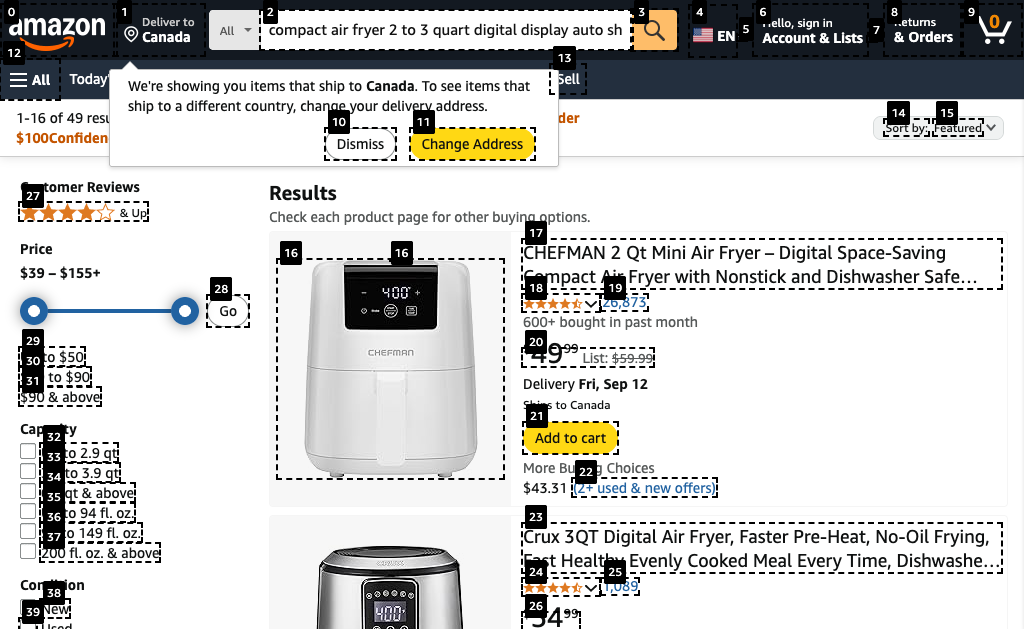 0 1 2 3 4 5 6 7 8 9
amazon
Deliver to
Canada
All
compact air fryer 2 to 3 quart digital display auto sh
EN
Hello, sign in
Account & Lists
Returns
& Orders
0
12 13
All
Today'
Sell
We're showing you items that ship to Canada. To see items that
ship to a different country, change your delivery address.
10 11
Dismiss
Change Address
1-16 of 49 resu
$100Confiden
der
14 15
Sort by: Featured
Customer Reviews
27
& Up
Price
$39 – $155+
28
Go
29
to $50
30
to $90
31
$90 & above
Capacity
32
to 2.9 qt
33
to 3.9 qt
34
qt & above
35
to 94 fl. oz.
36
to 149 fl. oz.
37
200 fl. oz. & above
Condition
38
New
39
Used
Results
Check each product page for other buying options.
16 16
400°
CHEFMAN
17
CHEFMAN 2 Qt Mini Air Fryer – Digital Space-Saving
Compact Air Fryer with Nonstick and Dishwasher Safe…
18 19
26,873
600+ bought in past month
20
49 99 List: $59.99
Delivery Fri, Sep 12
Ships to Canada
21
Add to cart
More Buying Choices
22
$43.31 (2+ used & new offers)
CRUX
400°
23
Crux 3QT Digital Air Fryer, Faster Pre-Heat, No-Oil Frying,
Fast Healthy Evenly Cooked Meal Every Time, Dishwashe…
24 25
1,089
26
54 99